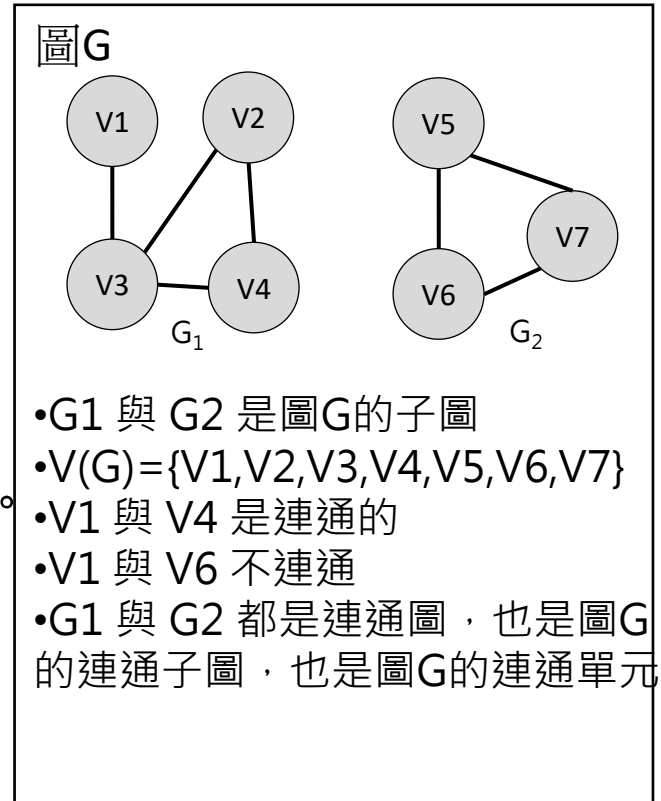 圖G
V1
V2
V5
V7
V3
V4
V6
G₁
G₂
•G1 與 G2 是圖G的子圖
•V(G)={V1,V2,V3,V4,V5,V6,V7}
•V1 與 V4 是連通的
•V1 與 V6 不連通
•G1 與 G2 都是連通圖，也是圖G
的連通子圖，也是圖G的連通單元